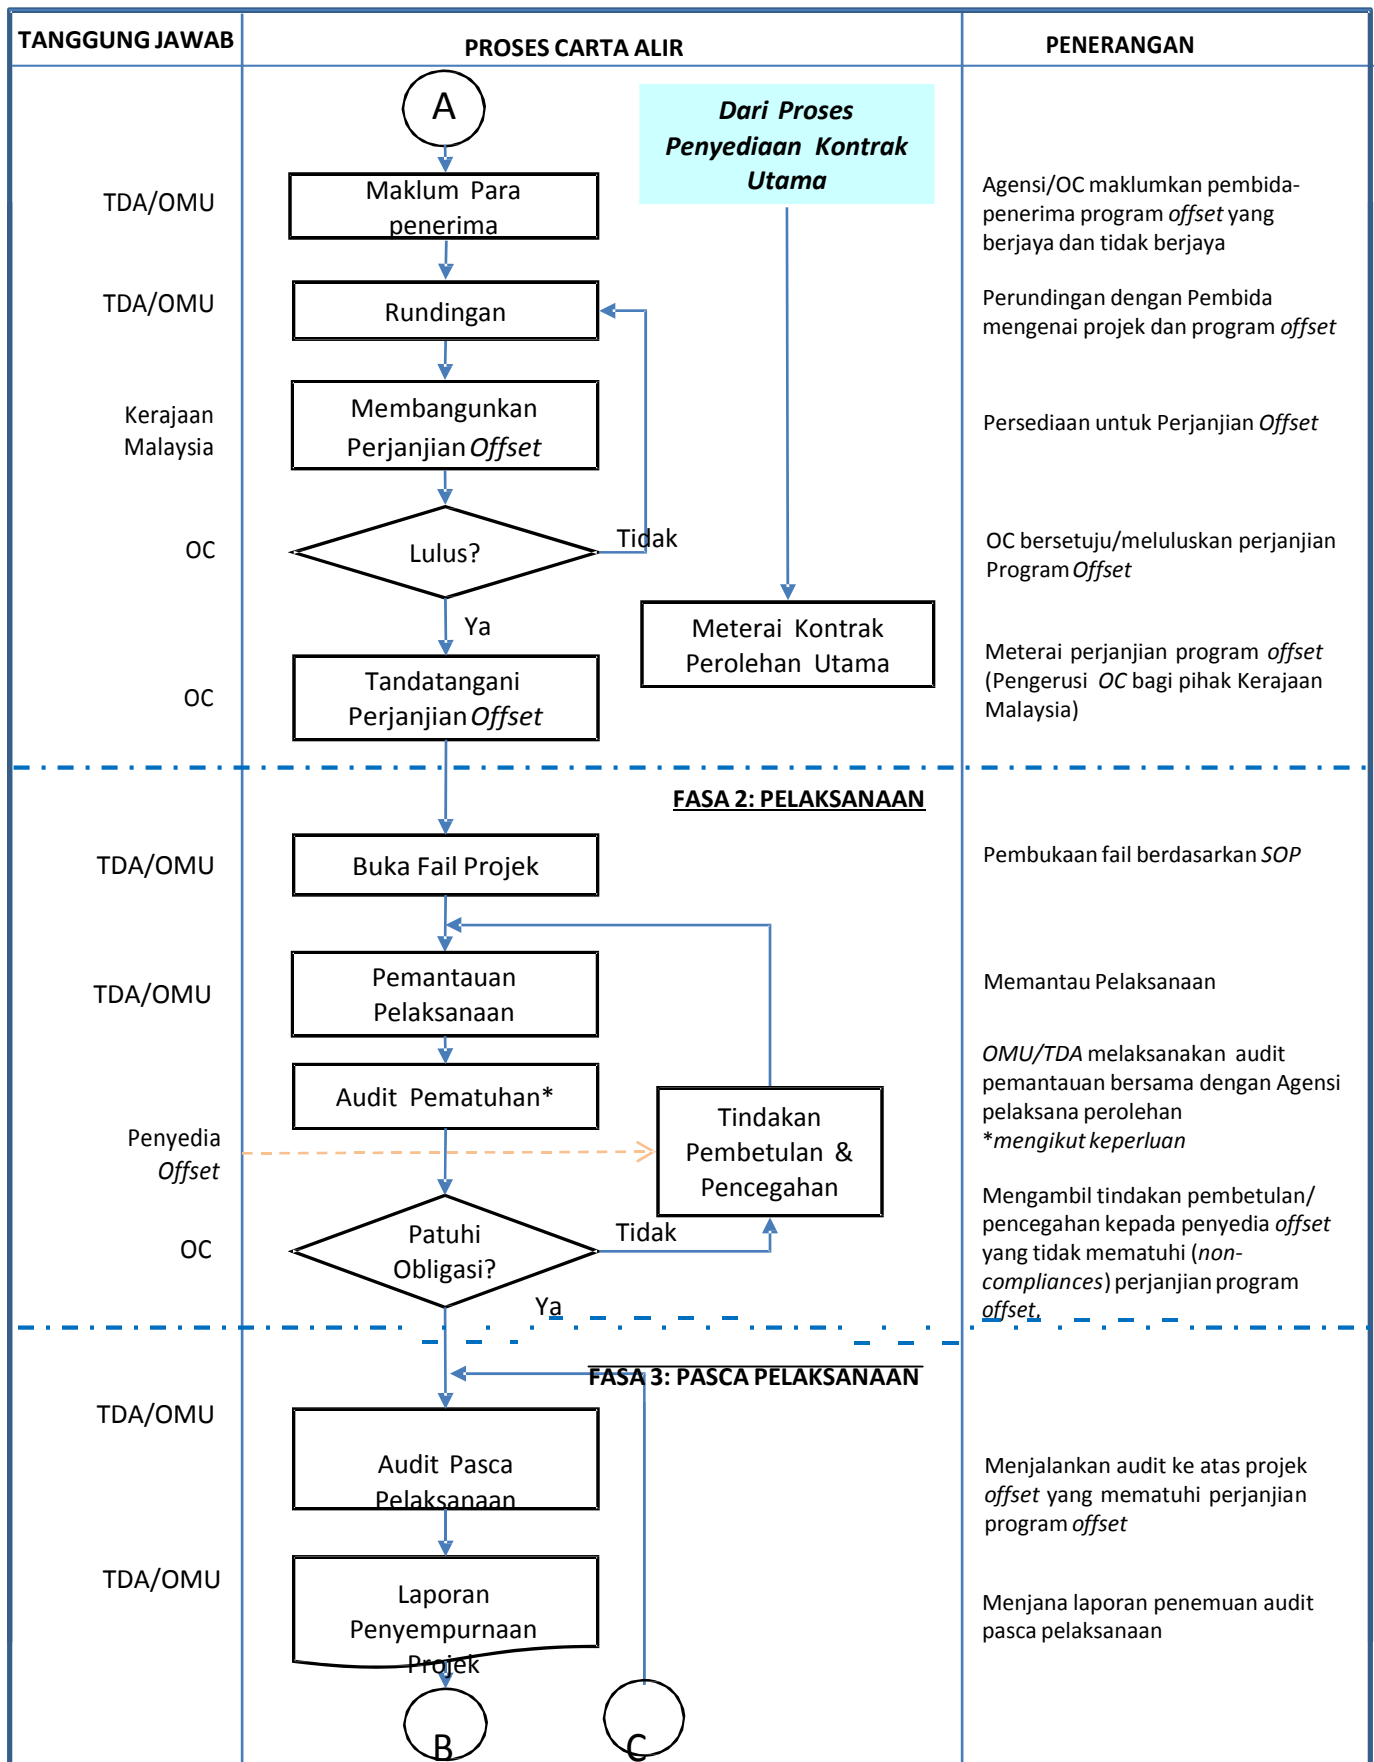 TANGGUNG JAWAB
PROSES CARTA ALIR
PENERANGAN
A
Dari Proses
Penyediaan Kontrak
Utama
TDA/OMU
Maklum Para
penerima
Agensi/OC maklumkan pembida-
penerima program offset yang
berjaya dan tidak berjaya
TDA/OMU
Rundingan
Perundingan dengan Pembida
mengenai projek dan program offset
Kerajaan
Malaysia
Membangunkan
Perjanjian Offset
Persediaan untuk Perjanjian Offset
OC
Lulus?
Tidak
OC bersetuju/meluluskan perjanjian
Program Offset
Ya
Meterai Kontrak
Perolehan Utama
OC
Tandatangani
Perjanjian Offset
Meterai perjanjian program offset
(Pengerusi OC bagi pihak Kerajaan
Malaysia)
FASA 2: PELAKSANAAN
TDA/OMU
Buka Fail Projek
Pembukaan fail berdasarkan SOP
TDA/OMU
Pemantauan
Pelaksanaan
Memantau Pelaksanaan
Audit Pematuhan*
OMU/TDA melaksanakan audit
pemantauan bersama dengan Agensi
pelaksana perolehan
*mengikut keperluan
Penyedia
Offset
Tindakan
Pembetulan &
Pencegahan
OC
Patuhi
Obligasi?
Tidak
Mengambil tindakan pembetulan/
pencegahan kepada penyedia offset
yang tidak mematuhi (non-
compliances) perjanjian program
offset.
Ya
FASA 3: PASCA PELAKSANAAN
TDA/OMU
Audit Pasca
Pelaksanaan
Menjalankan audit ke atas projek
offset yang mematuhi perjanjian
program offset
TDA/OMU
Laporan
Penyempurnaan
Projek
Menjana laporan penemuan audit
pasca pelaksanaan
B
C